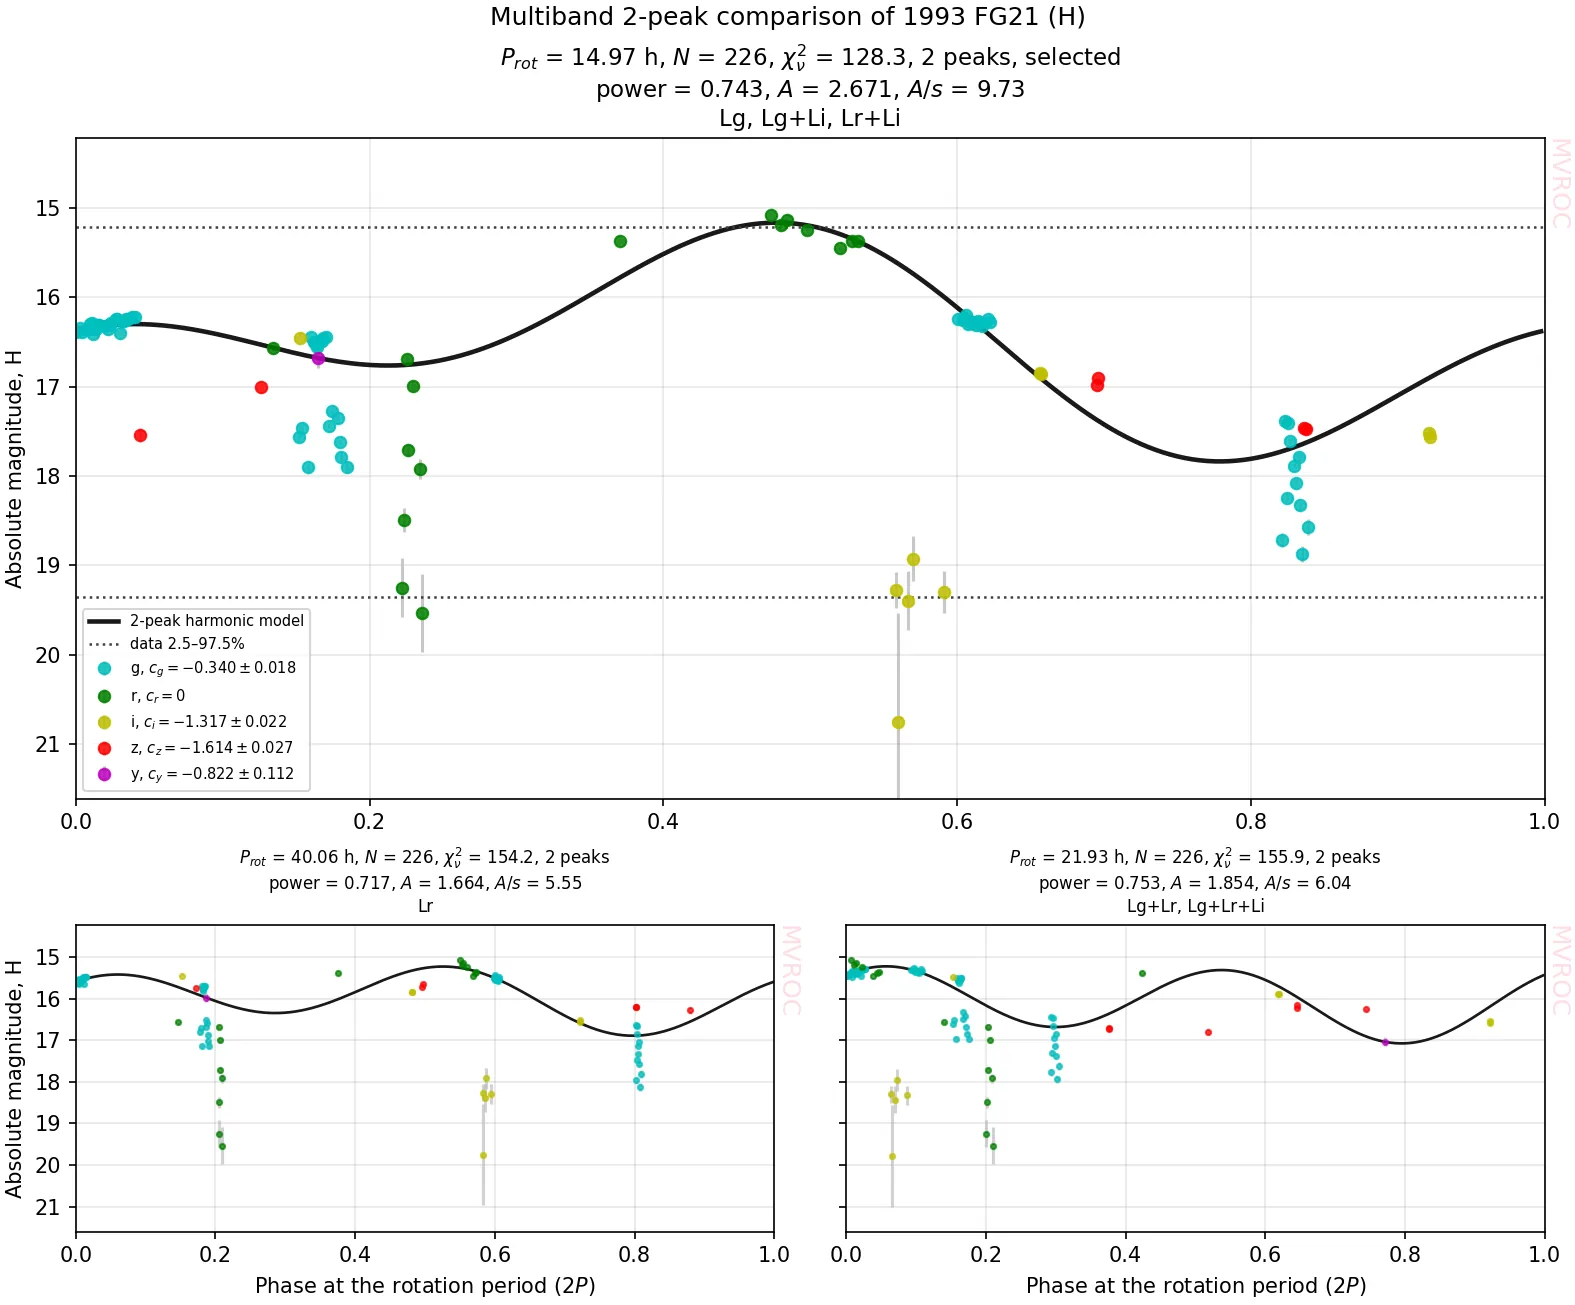 Multiband 2-peak comparison of 1993 FG21 (H)
P_rot = 14.97 h, N = 226, χ²_ν = 128.3, 2 peaks, selected
power = 0.743, A = 2.671, A/s = 9.73
Lg, Lg+Li, Lr+Li
MVROC
Absolute magnitude, H
15
16
17
18
19
20
21
2-peak harmonic model
data 2.5–97.5%
g, c_g = −0.340 ± 0.018
r, c_r = 0
i, c_i = −1.317 ± 0.022
z, c_z = −1.614 ± 0.027
y, c_y = −0.822 ± 0.112
0.0 0.2 0.4 0.6 0.8 1.0
P_rot = 40.06 h, N = 226, χ²_ν = 154.2, 2 peaks
power = 0.717, A = 1.664, A/s = 5.55
Lr
MVROC
Absolute magnitude, H
15
16
17
18
19
20
21
0.0 0.2 0.4 0.6 0.8 1.0
Phase at the rotation period (2P)
P_rot = 21.93 h, N = 226, χ²_ν = 155.9, 2 peaks
power = 0.753, A = 1.854, A/s = 6.04
Lg+Lr, Lg+Lr+Li
MVROC
0.0 0.2 0.4 0.6 0.8 1.0
Phase at the rotation period (2P)